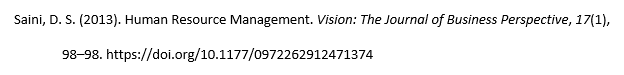 Saini, D. S. (2013). Human Resource Management. Vision: The Journal of Business Perspective, 17(1),
98–98. https://doi.org/10.1177/0972262912471374